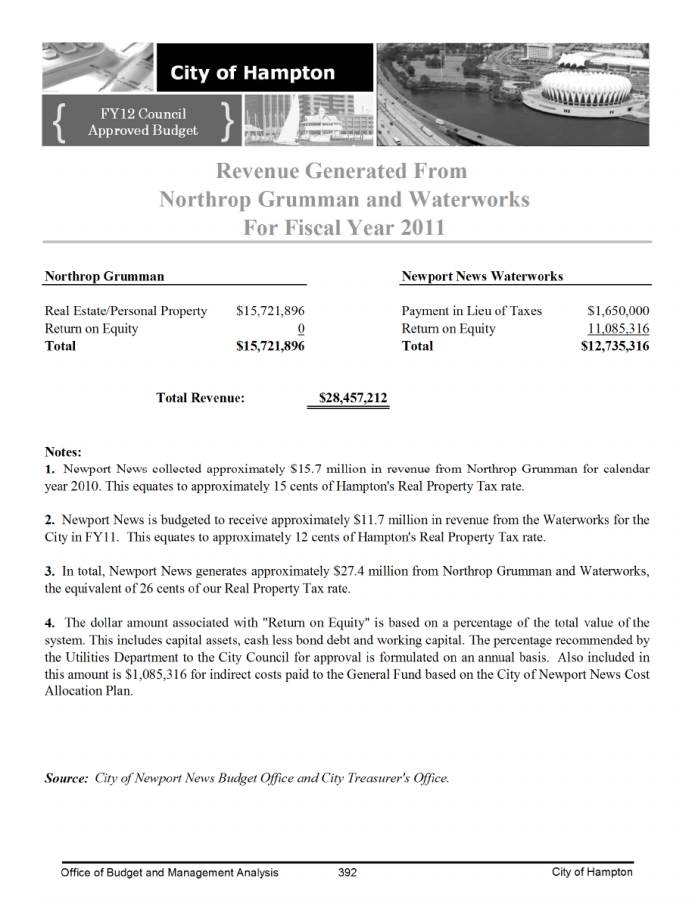 City of Hampton
FY12 Council
Approved Budget
Revenue Generated From
Northrop Grumman and Waterworks
For Fiscal Year 2011
Northrop Grumman Newport News Waterworks
Real Estate/Personal Property $15,721,896 Payment in Lieu of Taxes $1,650,000
Return on Equity 0 Return on Equity 11,085,316
Total $15,721,896 Total $12,735,316
Total Revenue: $28,457,212
Notes:
1. Newport News collected approximately $15.7 million in revenue from Northrop Grumman for calendar
year 2010. This equates to approximately 15 cents of Hampton's Real Property Tax rate.
2. Newport News is budgeted to receive approximately $11.7 million in revenue from the Waterworks for the
City in FY11. This equates to approximately 12 cents of Hampton's Real Property Tax rate.
3. In total, Newport News generates approximately $27.4 million from Northrop Grumman and Waterworks,
the equivalent of 26 cents of our Real Property Tax rate.
4. The dollar amount associated with "Return on Equity" is based on a percentage of the total value of the
system. This includes capital assets, cash less bond debt and working capital. The percentage recommended by
the Utilities Department to the City Council for approval is formulated on an annual basis. Also included in
this amount is $1,085,316 for indirect costs paid to the General Fund based on the City of Newport News Cost
Allocation Plan.
Source: City of Newport News Budget Office and City Treasurer's Office.
Office of Budget and Management Analysis 392 City of Hampton